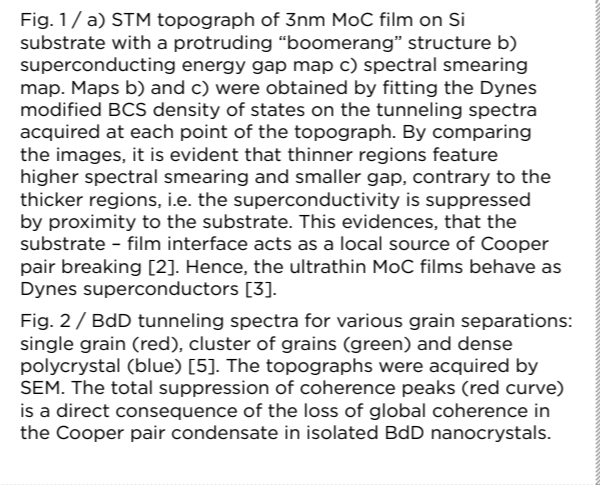 Fig. 1 / a) STM topograph of 3nm MoC film on Si
substrate with a protruding “boomerang” structure b)
superconducting energy gap map c) spectral smearing
map. Maps b) and c) were obtained by fitting the Dynes
modified BCS density of states on the tunneling spectra
acquired at each point of the topograph. By comparing
the images, it is evident that thinner regions feature
higher spectral smearing and smaller gap, contrary to the
thicker regions, i.e. the superconductivity is suppressed
by proximity to the substrate. This evidences, that the
substrate – film interface acts as a local source of Cooper
pair breaking [2]. Hence, the ultrathin MoC films behave as
Dynes superconductors [3].
Fig. 2 / BdD tunneling spectra for various grain separations:
single grain (red), cluster of grains (green) and dense
polycrystal (blue) [5]. The topographs were acquired by
SEM. The total suppression of coherence peaks (red curve)
is a direct consequence of the loss of global coherence in
the Cooper pair condensate in isolated BdD nanocrystals.